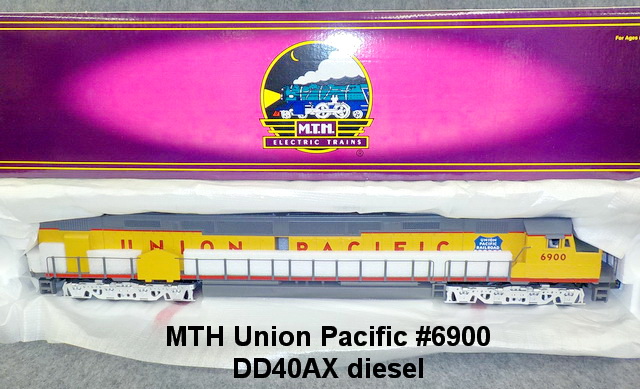 For Ages
M.T.H.
ELECTRIC TRAINS
UNION PACIFIC
UNION
PACIFIC
RAILROAD
6900
MTH Union Pacific #6900
DD40AX diesel